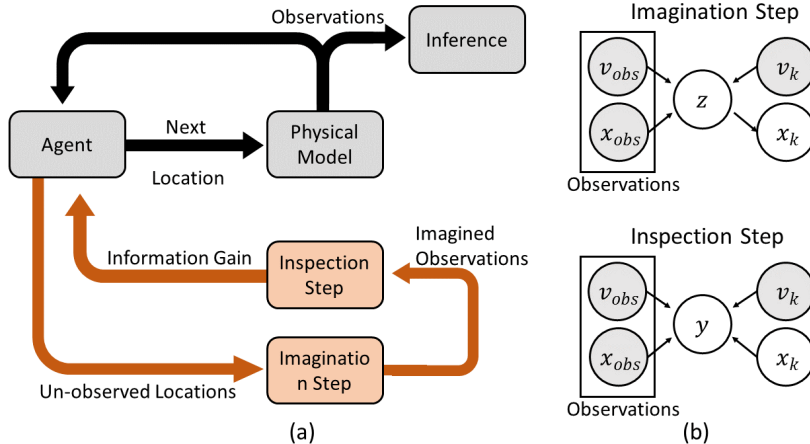 Observations
Inference
Agent
Next
Location
Physical
Model
Information Gain
Inspection
Step
Imagined
Observations
Imaginatio
n Step
Un-observed Locations
(a)
Imagination Step
v_obs
v_k
z
x_obs
x_k
Observations
Inspection Step
v_obs
v_k
y
x_obs
x_k
Observations
(b)